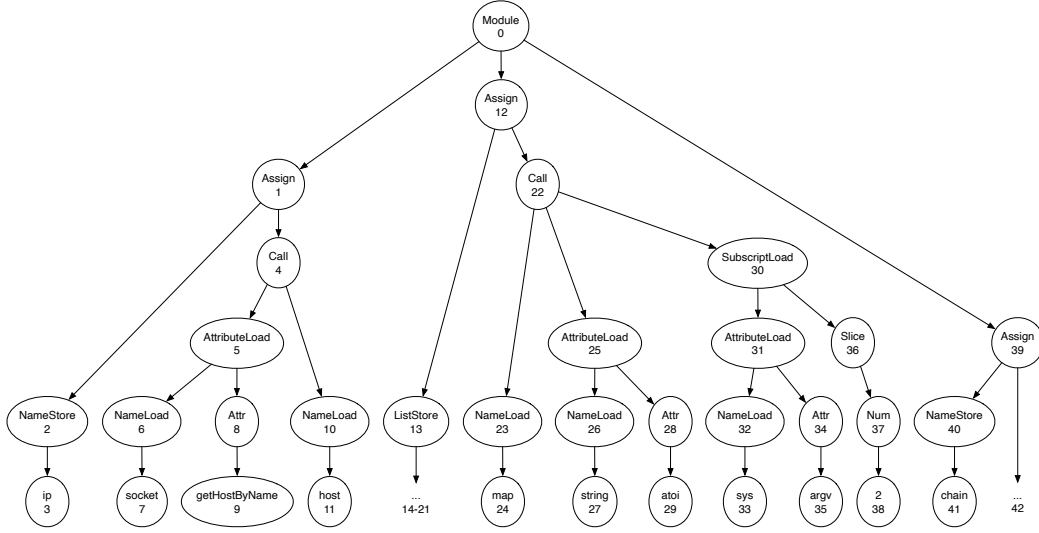 Module
0
Assign
12
Assign
1
Call
22
Call
4
SubscriptLoad
30
AttributeLoad
5
AttributeLoad
25
AttributeLoad
31
Slice
36
Assign
39
NameStore
2
NameLoad
6
Attr
8
NameLoad
10
ListStore
13
NameLoad
23
NameLoad
26
Attr
28
NameLoad
32
Attr
34
Num
37
NameStore
40
ip
3
socket
7
getHostByName
9
host
11
...
14-21
map
24
string
27
atoi
29
sys
33
argv
35
2
38
chain
41
...
42